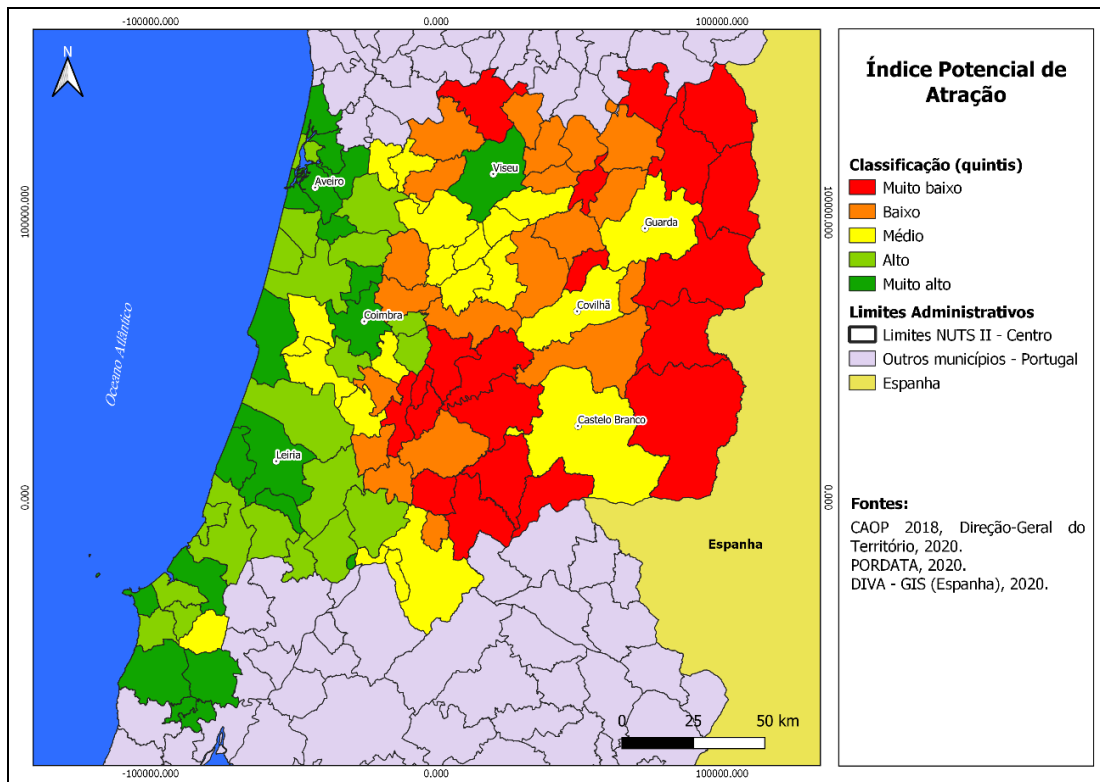 -100000.000
0.000
100000.000
N
100000.000
0.000
100000.000
0.000
Oceano Atlântico
Aveiro
Viseu
Guarda
Coimbra
Covilhã
Castelo Branco
Leiria
Espanha
0
25
50 km
-100000.000
0.000
100000.000
Índice Potencial de
Atração
Classificação (quintis)
Muito baixo
Baixo
Médio
Alto
Muito alto
Limites Administrativos
Limites NUTS II - Centro
Outros municípios - Portugal
Espanha
Fontes:
CAOP 2018, Direção-Geral do
Território, 2020.
PORDATA, 2020.
DIVA - GIS (Espanha), 2020.